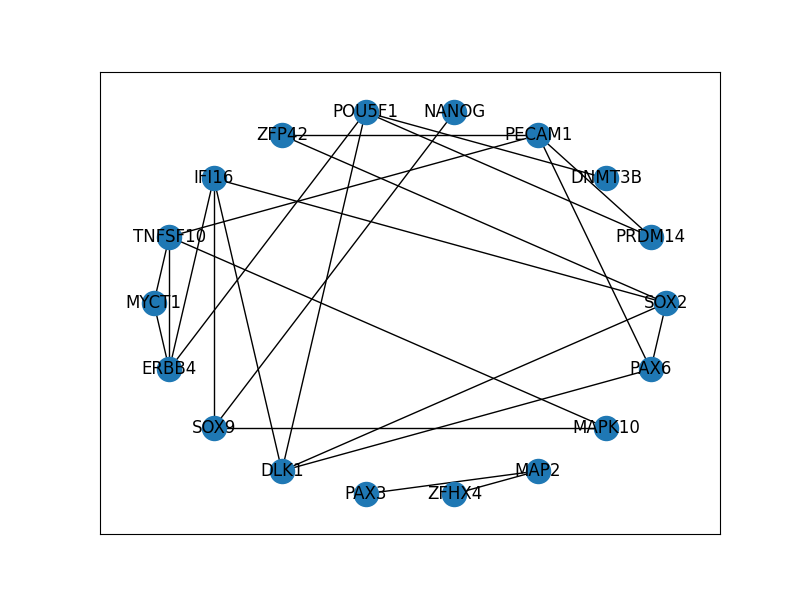 POU5F1 NANOG
ZFP42 PECAM1
IFI16 DNMT3B
TNFSF10 PRDM14
MYCT1 SOX2
ERBB4 PAX6
SOX9 MAPK10
DLK1 MAP2
PAX3 ZFHX4